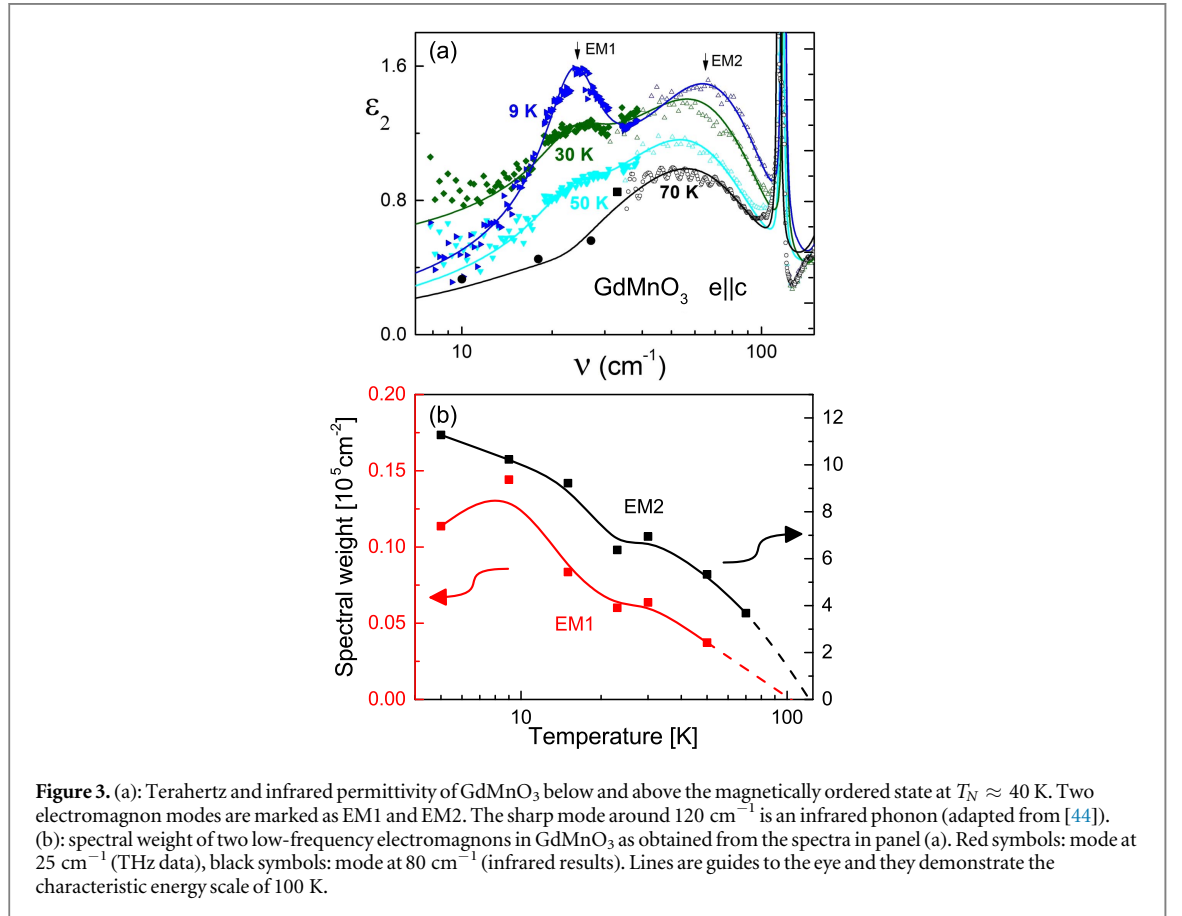 (a)
EM1
EM2
1.6
ε
2
9 K
30 K
0.8
50 K
70 K
GdMnO₃ e||c
0.0
10
100
ν (cm⁻¹)
0.20
(b)
12
0.15
10
EM2
8
0.10
6
0.05
EM1
4
2
0.00
0
10
100
Spectral weight [10⁵cm⁻²]
Temperature [K]
Figure 3. (a): Terahertz and infrared permittivity of GdMnO₃ below and above the magnetically ordered state at T_N ≈ 40 K. Two
electromagnon modes are marked as EM1 and EM2. The sharp mode around 120 cm⁻¹ is an infrared phonon (adapted from [44]).
(b): spectral weight of two low-frequency electromagnons in GdMnO₃ as obtained from the spectra in panel (a). Red symbols: mode at
25 cm⁻¹ (THz data), black symbols: mode at 80 cm⁻¹ (infrared results). Lines are guides to the eye and they demonstrate the
characteristic energy scale of 100 K.